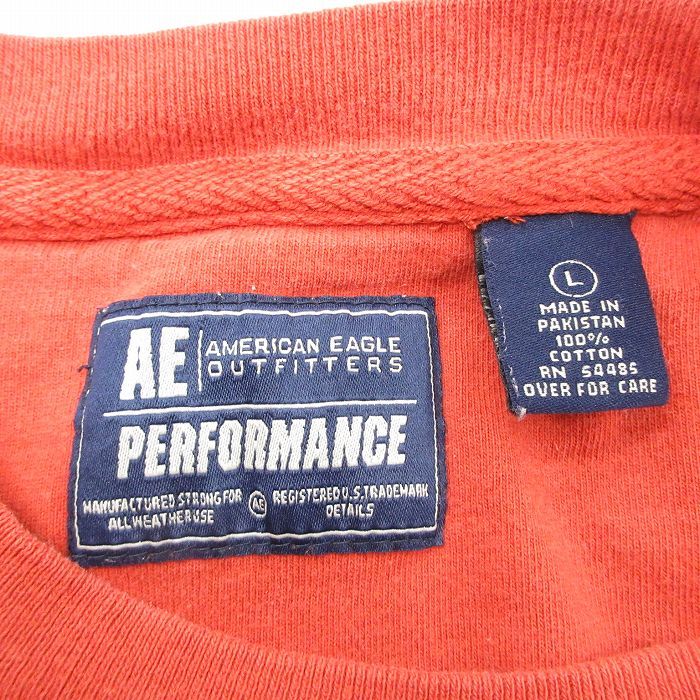 AE AMERICAN EAGLE
OUTFITTERS
PERFORMANCE
MANUFACTURED STRONG FOR
ALL WEATHER USE
AE
REGISTERED U.S. TRADEMARK
DETAILS
L
MADE IN
PAKISTAN
100%
COTTON
RN 54485
OVER FOR CARE